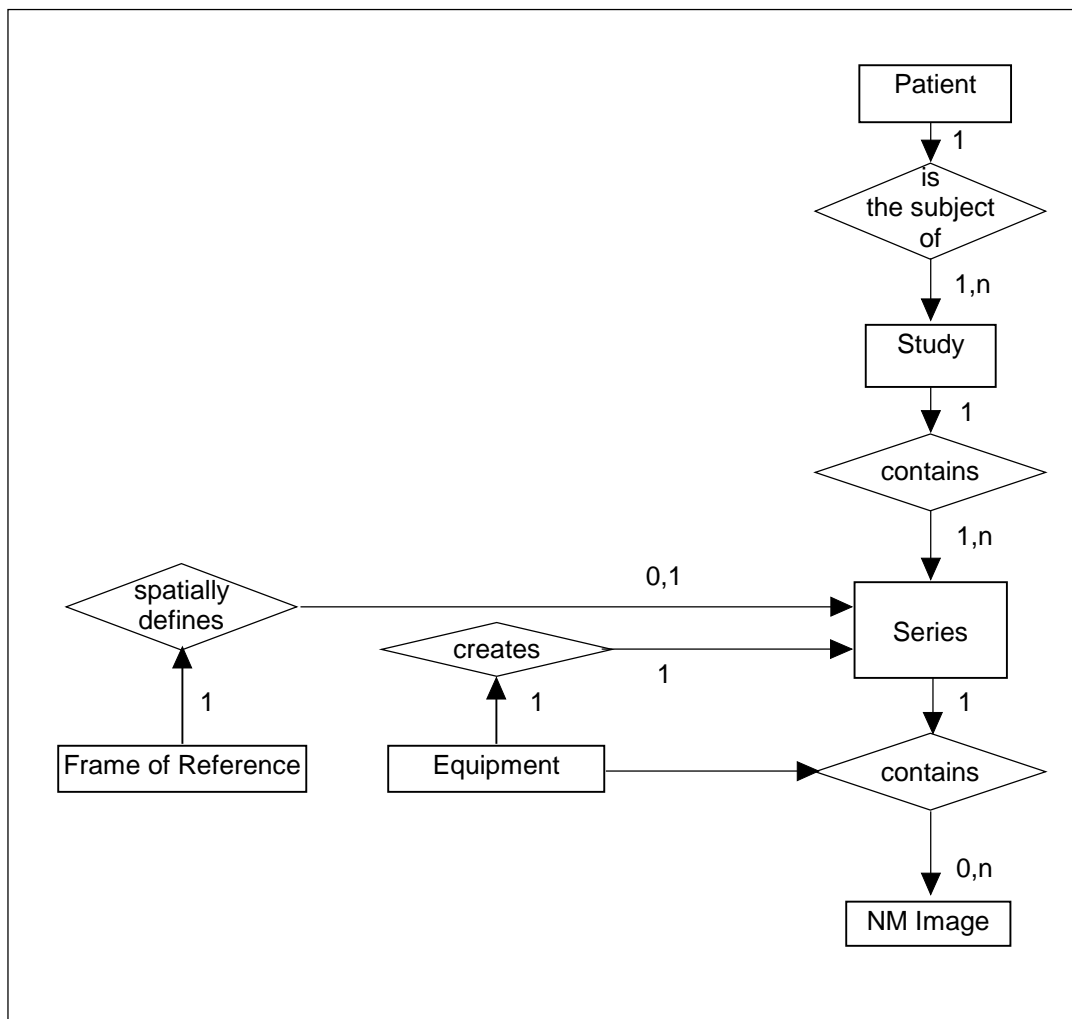 Patient
1
is
the subject
of
1,n
Study
1
contains
1,n
spatially
defines
0,1
Series
creates
1
1
1
1
Frame of Reference
Equipment
contains
0,n
NM Image